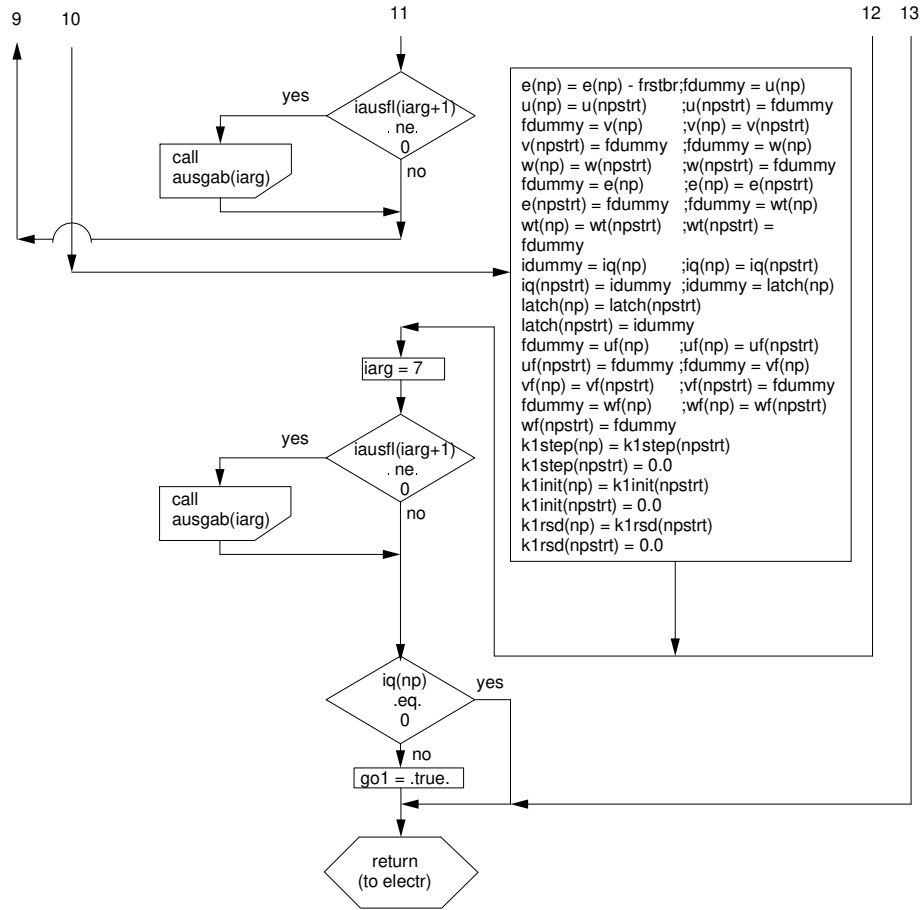 9
10
11
12
13
iausfl(iarg+1)
. ne.
0
yes
no
call
ausgab(iarg)
e(np) = e(np) - frstbr;fdummy = u(np)
u(np) = u(npstrt) ;u(npstrt) = fdummy
fdummy = v(np) ;v(np) = v(npstrt)
v(npstrt) = fdummy ;fdummy = w(np)
w(np) = w(npstrt) ;w(npstrt) = fdummy
fdummy = e(np) ;e(np) = e(npstrt)
e(npstrt) = fdummy ;fdummy = wt(np)
wt(np) = wt(npstrt) ;wt(npstrt) =
fdummy
idummy = iq(np) ;iq(np) = iq(npstrt)
iq(npstrt) = idummy ;idummy = latch(np)
latch(np) = latch(npstrt)
latch(npstrt) = idummy
fdummy = uf(np) ;uf(np) = uf(npstrt)
uf(npstrt) = fdummy ;fdummy = vf(np)
vf(np) = vf(npstrt) ;vf(npstrt) = fdummy
fdummy = wf(np) ;wf(np) = wf(npstrt)
wf(npstrt) = fdummy
k1step(np) = k1step(npstrt)
k1step(npstrt) = 0.0
k1init(np) = k1init(npstrt)
k1init(npstrt) = 0.0
k1rsd(np) = k1rsd(npstrt)
k1rsd(npstrt) = 0.0
iarg = 7
iausfl(iarg+1)
. ne.
0
yes
no
call
ausgab(iarg)
iq(np)
.eq.
0
yes
no
go1 = .true.
return
(to electr)